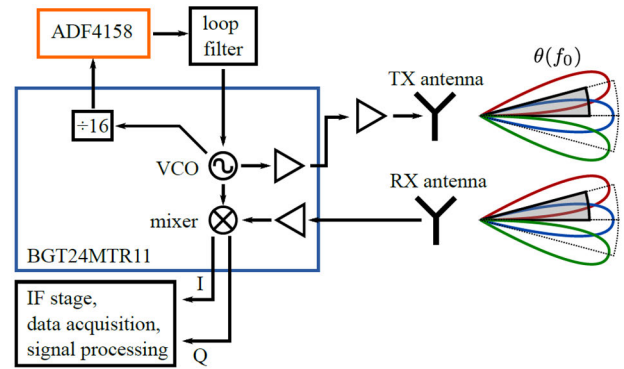 ADF4158
loop
filter
θ(f₀)
TX antenna
÷16
VCO
RX antenna
mixer
BGT24MTR11
I
IF stage,
data acquisition,
signal processing
Q